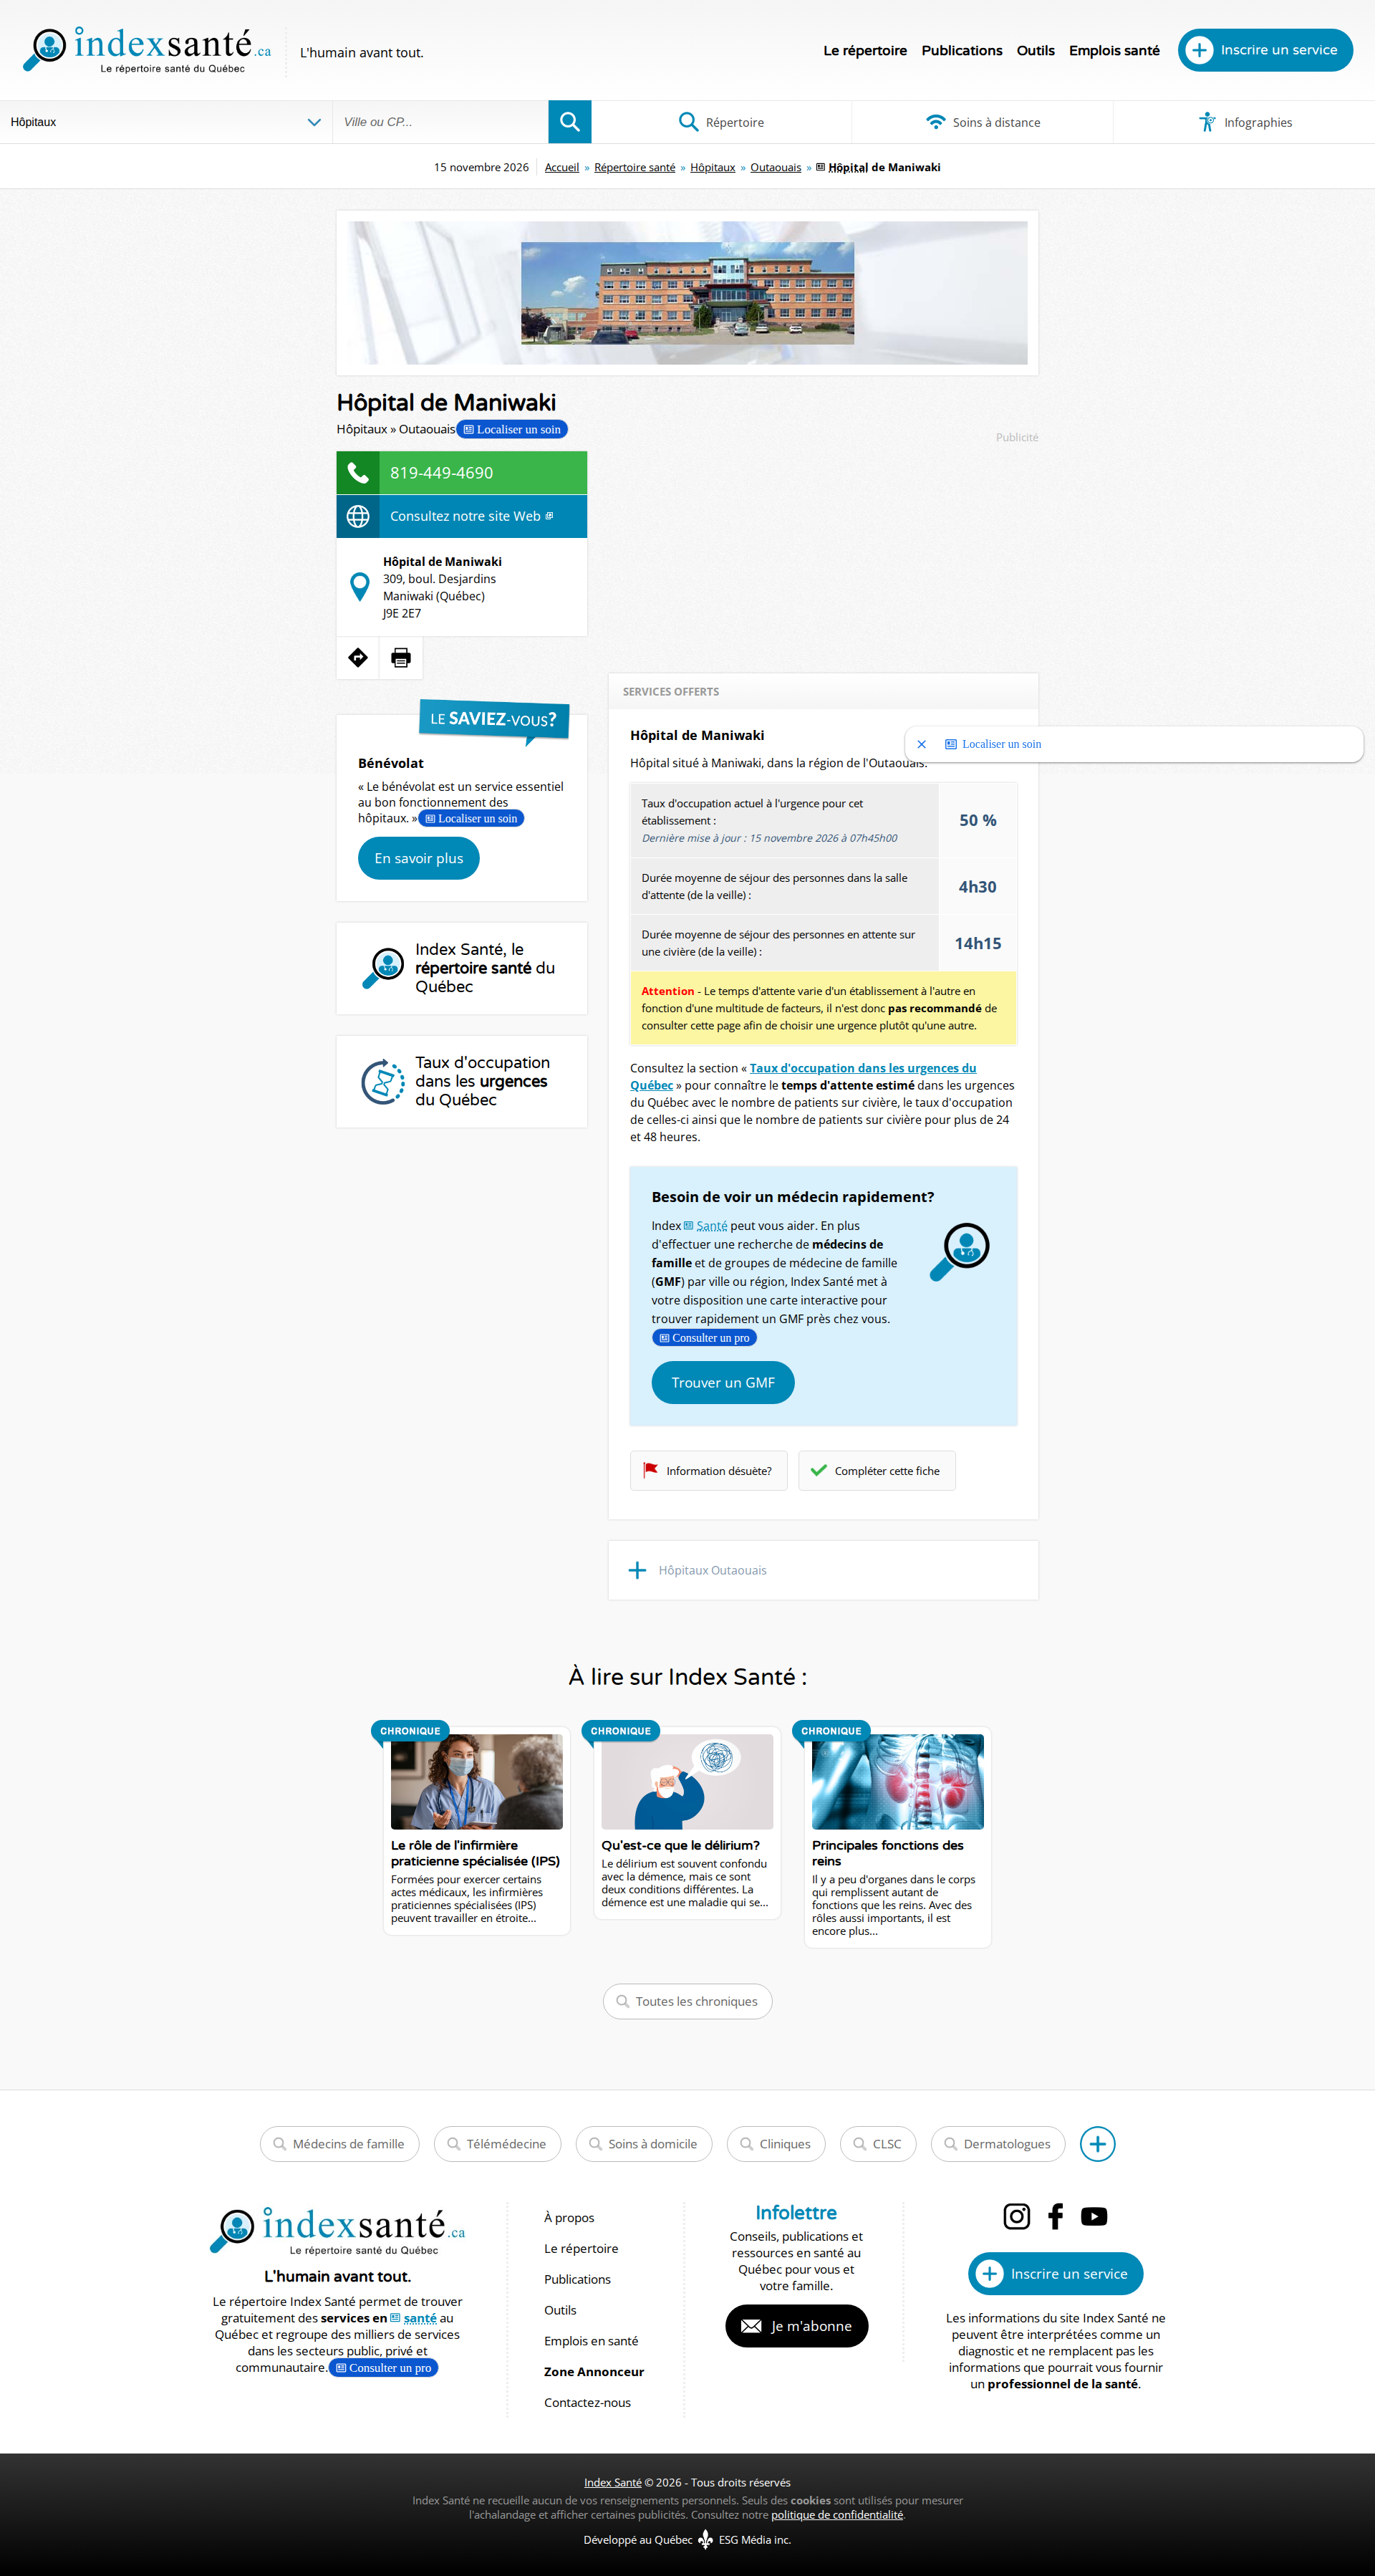 indexsanté.ca
Le répertoire santé du Québec
L'humain avant tout.
Le répertoire
Publications
Outils
Emplois santé
Inscrire un service
Hôpitaux
Ville ou CP...
Répertoire
Soins à distance
Infographies
15 novembre 2026
Accueil » Répertoire santé » Hôpitaux » Outaouais » Hôpital de Maniwaki
Hôpital de Maniwaki
Hôpitaux » Outaouais Localiser un soin
Publicité
819-449-4690
Consultez notre site Web
Hôpital de Maniwaki
309, boul. Desjardins
Maniwaki (Québec)
J9E 2E7
LE SAVIEZ-VOUS?
Bénévolat
« Le bénévolat est un service essentiel
au bon fonctionnement des
hôpitaux. » Localiser un soin
En savoir plus
Index Santé, le
répertoire santé du
Québec
Taux d'occupation
dans les urgences
du Québec
SERVICES OFFERTS
Hôpital de Maniwaki
Localiser un soin
Hôpital situé à Maniwaki, dans la région de l'Outaouais.
Taux d'occupation actuel à l'urgence pour cet
établissement :
Dernière mise à jour : 15 novembre 2026 à 07h45h00
50 %
Durée moyenne de séjour des personnes dans la salle
d'attente (de la veille) :
4h30
Durée moyenne de séjour des personnes en attente sur
une civière (de la veille) :
14h15
Attention - Le temps d'attente varie d'un établissement à l'autre en
fonction d'une multitude de facteurs, il n'est donc pas recommandé de
consulter cette page afin de choisir une urgence plutôt qu'une autre.
Consultez la section « Taux d'occupation dans les urgences du
Québec » pour connaître le temps d'attente estimé dans les urgences
du Québec avec le nombre de patients sur civière, le taux d'occupation
de celles-ci ainsi que le nombre de patients sur civière pour plus de 24
et 48 heures.
Besoin de voir un médecin rapidement?
Index Santé peut vous aider. En plus
d'effectuer une recherche de médecins de
famille et de groupes de médecine de famille
(GMF) par ville ou région, Index Santé met à
votre disposition une carte interactive pour
trouver rapidement un GMF près chez vous.
Consulter un pro
Trouver un GMF
Information désuète?
Compléter cette fiche
Hôpitaux Outaouais
À lire sur Index Santé :
CHRONIQUE
Le rôle de l'infirmière
praticienne spécialisée (IPS)
Formées pour exercer certains
actes médicaux, les infirmières
praticiennes spécialisées (IPS)
peuvent travailler en étroite...
CHRONIQUE
Qu'est-ce que le délirium?
Le délirium est souvent confondu
avec la démence, mais ce sont
deux conditions différentes. La
démence est une maladie qui se...
CHRONIQUE
Principales fonctions des
reins
Il y a peu d'organes dans le corps
qui remplissent autant de
fonctions que les reins. Avec des
rôles aussi importants, il est
encore plus...
Toutes les chroniques
Médecins de famille
Télémédecine
Soins à domicile
Cliniques
CLSC
Dermatologues
indexsanté.ca
Le répertoire santé du Québec
L'humain avant tout.
Le répertoire Index Santé permet de trouver
gratuitement des services en santé au
Québec et regroupe des milliers de services
dans les secteurs public, privé et
communautaire. Consulter un pro
À propos
Le répertoire
Publications
Outils
Emplois en santé
Zone Annonceur
Contactez-nous
Infolettre
Conseils, publications et
ressources en santé au
Québec pour vous et
votre famille.
Je m'abonne
Inscrire un service
Les informations du site Index Santé ne
peuvent être interprétées comme un
diagnostic et ne remplacent pas les
informations que pourrait vous fournir
un professionnel de la santé.
Index Santé © 2026 - Tous droits réservés
Index Santé ne recueille aucun de vos renseignements personnels. Seuls des cookies sont utilisés pour mesurer
l'achalandage et afficher certaines publicités. Consultez notre politique de confidentialité.
Développé au Québec ESG Média inc.